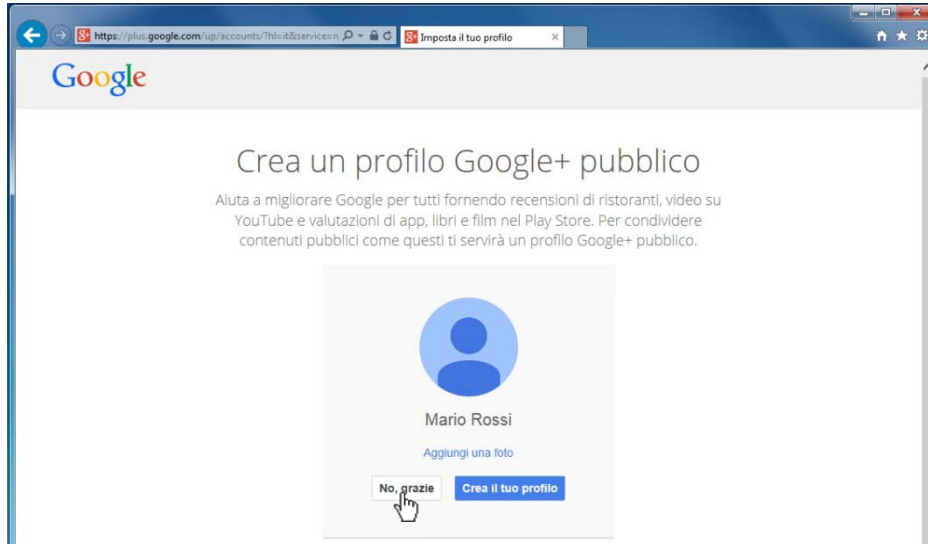 https://plus.google.com/up/accounts/?hl=it&service=n
Imposta il tuo profilo
Google
Crea un profilo Google+ pubblico
Aiuta a migliorare Google per tutti fornendo recensioni di ristoranti, video su
YouTube e valutazioni di app, libri e film nel Play Store. Per condividere
contenuti pubblici come questi ti servirà un profilo Google+ pubblico.
Mario Rossi
Aggiungi una foto
No, grazie
Crea il tuo profilo